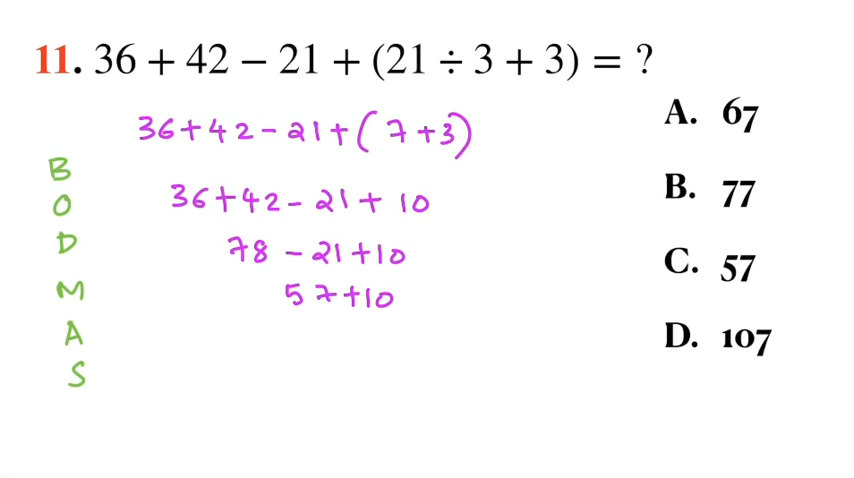 11. 36 + 42 − 21 + (21 ÷ 3 + 3) = ?
36+42-21+(7+3)
36+42-21+10
78-21+10
57+10
B
O
D
M
A
S
A. 67
B. 77
C. 57
D. 107